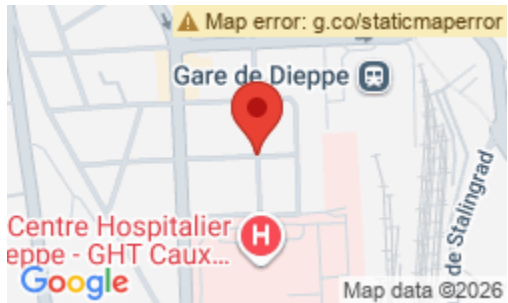 ⚠ Map error: g.co/staticmaperror
Gare de Dieppe
de Stalingrad
Centre Hospitalier
eppe - GHT Caux...
H
Google
Map data ©2026